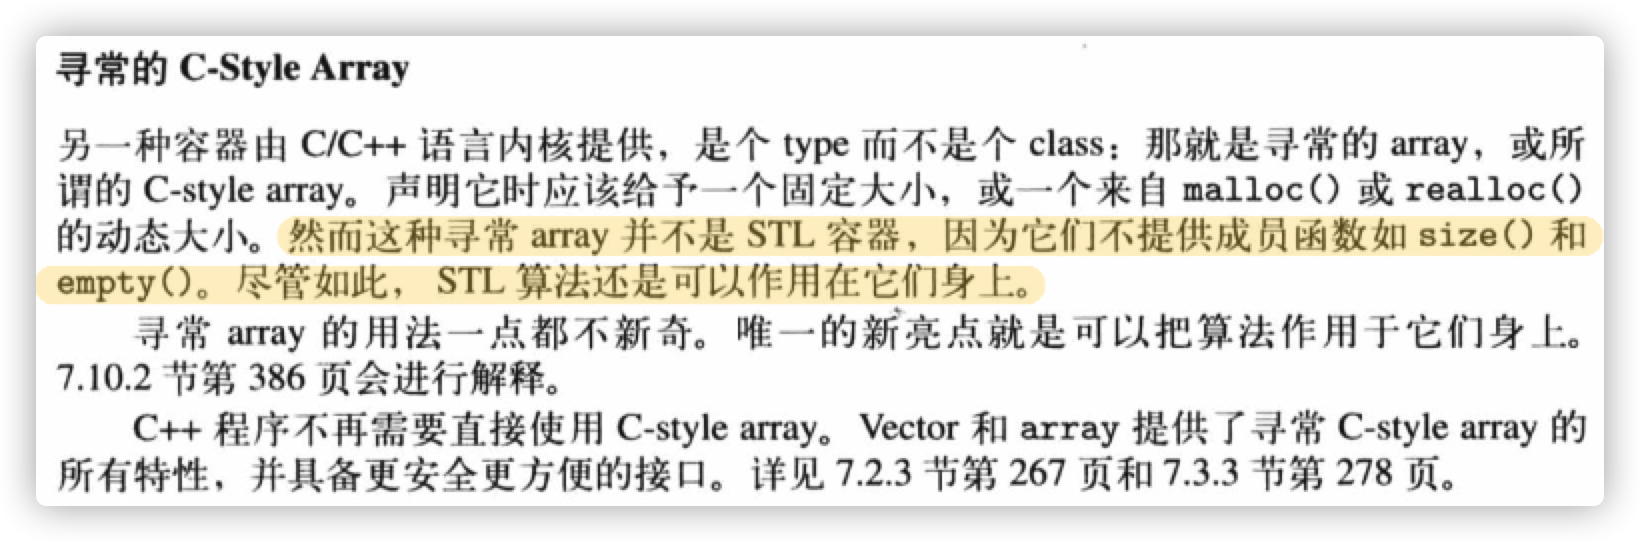 寻常的 C-Style Array
另一种容器由 C/C++ 语言内核提供，是个 type 而不是个 class：那就是寻常的 array，或所
谓的 C-style array。声明它时应该给予一个固定大小，或一个来自 malloc() 或 realloc()
的动态大小。然而这种寻常 array 并不是 STL 容器，因为它们不提供成员函数如 size() 和
empty()。尽管如此， STL 算法还是可以作用在它们身上。
寻常 array 的用法一点都不新奇。唯一的新亮点就是可以把算法作用于它们身上。
7.10.2 节第 386 页会进行解释。
C++ 程序不再需要直接使用 C-style array。Vector 和 array 提供了寻常 C-style array 的
所有特性，并具备更安全更方便的接口。详见 7.2.3 节第 267 页和 7.3.3 节第 278 页。